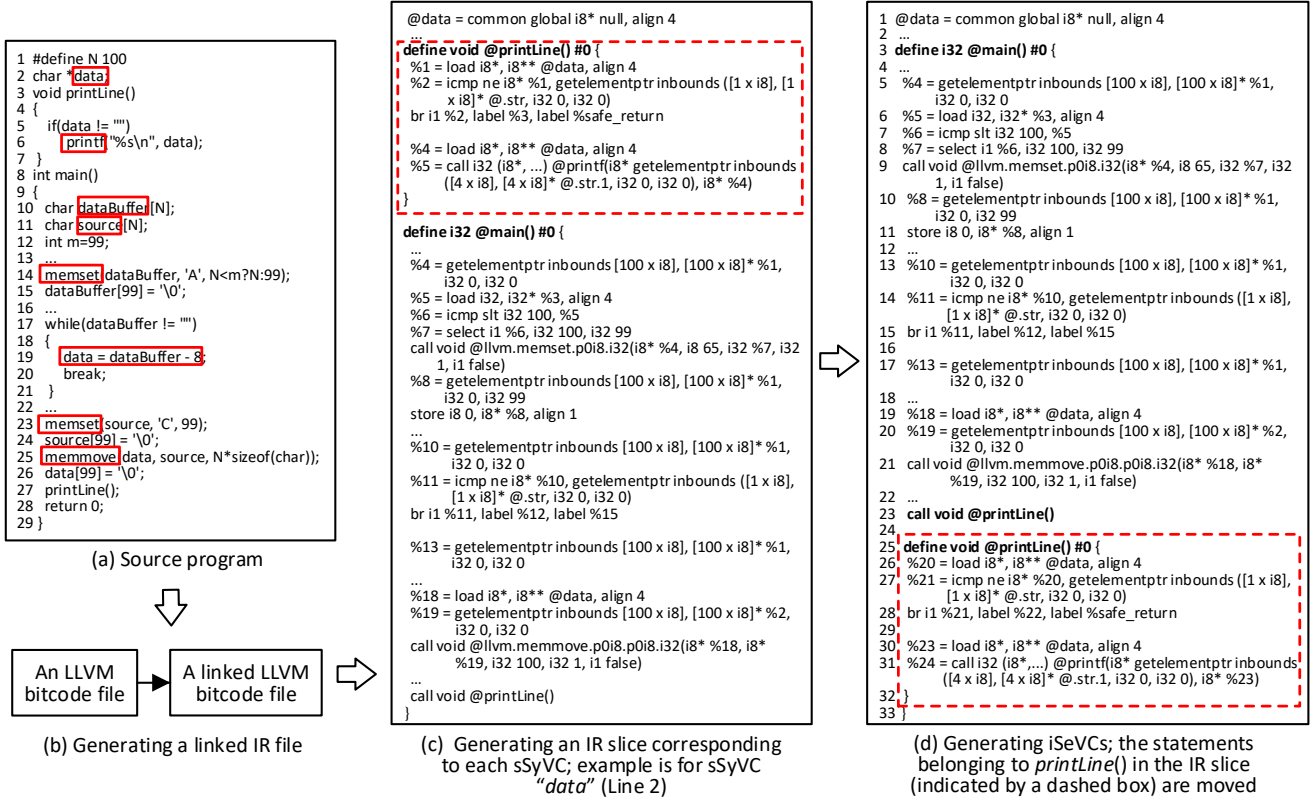 1 #define N 100
2 char *data;
3 void printLine()
4 {
5 if(data != "")
6 printf("%s\n", data);
7 }
8 int main()
9 {
10 char dataBuffer[N];
11 char source[N];
12 int m=99;
13 ...
14 memset(dataBuffer, 'A', N<m?N:99);
15 dataBuffer[99] = '\0';
16 ...
17 while(dataBuffer != "")
18 {
19 data = dataBuffer - 8;
20 break;
21 }
22 ...
23 memset(source, 'C', 99);
24 source[99] = '\0';
25 memmove(data, source, N*sizeof(char));
26 data[99] = '\0';
27 printLine();
28 return 0;
29 }
(a) Source program
An LLVM
bitcode file
A linked LLVM
bitcode file
(b) Generating a linked IR file
@data = common global i8* null, align 4
...
define void @printLine() #0 {
%1 = load i8*, i8** @data, align 4
%2 = icmp ne i8* %1, getelementptr inbounds ([1 x i8], [1
x i8]* @.str, i32 0, i32 0)
br i1 %2, label %3, label %safe_return
%4 = load i8*, i8** @data, align 4
%5 = call i32 (i8*, ...) @printf(i8* getelementptr inbounds
([4 x i8], [4 x i8]* @.str.1, i32 0, i32 0), i8* %4)
}
define i32 @main() #0 {
...
%4 = getelementptr inbounds [100 x i8], [100 x i8]* %1,
i32 0, i32 0
%5 = load i32, i32* %3, align 4
%6 = icmp slt i32 100, %5
%7 = select i1 %6, i32 100, i32 99
call void @llvm.memset.p0i8.i32(i8* %4, i8 65, i32 %7, i32
1, i1 false)
%8 = getelementptr inbounds [100 x i8], [100 x i8]* %1,
i32 0, i32 99
store i8 0, i8* %8, align 1
...
%10 = getelementptr inbounds [100 x i8], [100 x i8]* %1,
i32 0, i32 0
%11 = icmp ne i8* %10, getelementptr inbounds ([1 x i8],
[1 x i8]* @.str, i32 0, i32 0)
br i1 %11, label %12, label %15
%13 = getelementptr inbounds [100 x i8], [100 x i8]* %1,
i32 0, i32 0
...
%18 = load i8*, i8** @data, align 4
%19 = getelementptr inbounds [100 x i8], [100 x i8]* %2,
i32 0, i32 0
call void @llvm.memmove.p0i8.p0i8.i32(i8* %18, i8*
%19, i32 100, i32 1, i1 false)
...
call void @printLine()
}
(c) Generating an IR slice corresponding
to each sSyVC; example is for sSyVC
"data" (Line 2)
1 @data = common global i8* null, align 4
2 ...
3 define i32 @main() #0 {
4 ...
5 %4 = getelementptr inbounds [100 x i8], [100 x i8]* %1,
i32 0, i32 0
6 %5 = load i32, i32* %3, align 4
7 %6 = icmp slt i32 100, %5
8 %7 = select i1 %6, i32 100, i32 99
9 call void @llvm.memset.p0i8.i32(i8* %4, i8 65, i32 %7, i32
1, i1 false)
10 %8 = getelementptr inbounds [100 x i8], [100 x i8]* %1,
i32 0, i32 99
11 store i8 0, i8* %8, align 1
12 ...
13 %10 = getelementptr inbounds [100 x i8], [100 x i8]* %1,
i32 0, i32 0
14 %11 = icmp ne i8* %10, getelementptr inbounds ([1 x i8],
[1 x i8]* @.str, i32 0, i32 0)
15 br i1 %11, label %12, label %15
16
17 %13 = getelementptr inbounds [100 x i8], [100 x i8]* %1,
i32 0, i32 0
18 ...
19 %18 = load i8*, i8** @data, align 4
20 %19 = getelementptr inbounds [100 x i8], [100 x i8]* %2,
i32 0, i32 0
21 call void @llvm.memmove.p0i8.p0i8.i32(i8* %18, i8*
%19, i32 100, i32 1, i1 false)
22 ...
23 call void @printLine()
24
25 define void @printLine() #0 {
26 %20 = load i8*, i8** @data, align 4
27 %21 = icmp ne i8* %20, getelementptr inbounds ([1 x i8],
[1 x i8]* @.str, i32 0, i32 0)
28 br i1 %21, label %22, label %safe_return
29
30 %23 = load i8*, i8** @data, align 4
31 %24 = call i32 (i8*,...) @printf(i8* getelementptr inbounds
([4 x i8], [4 x i8]* @.str.1, i32 0, i32 0), i8* %23)
32 }
33 }
(d) Generating iSeVCs; the statements
belonging to printLine() in the IR slice
(indicated by a dashed box) are moved